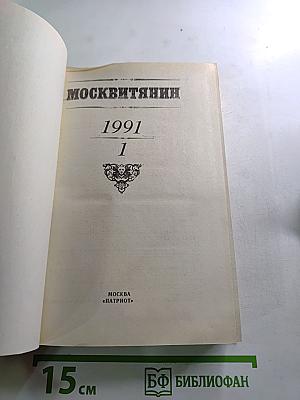 МОСКВИТЯНИН
1991
1
МОСКВА
«ПАТРИОТ»
15 см
БФ БИБЛИОФАН